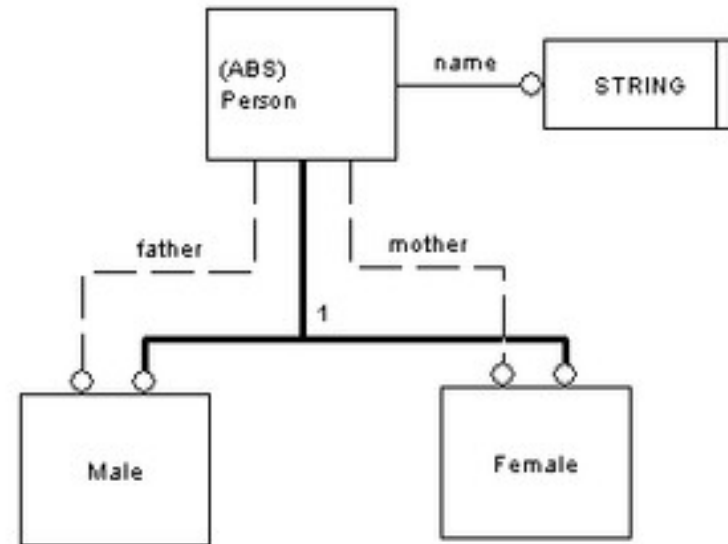 (ABS)
Person
name
STRING
father
mother
1
Male
Female